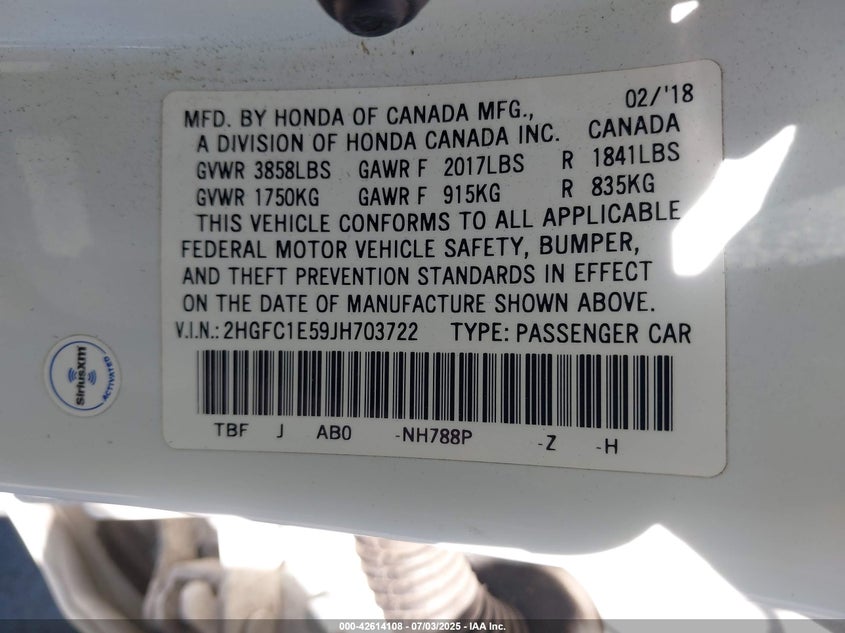 02/'18
MFD. BY HONDA OF CANADA MFG.,
A DIVISION OF HONDA CANADA INC. CANADA
GVWR 3858LBS GAWR F 2017LBS R 1841LBS
GVWR 1750KG GAWR F 915KG R 835KG
THIS VEHICLE CONFORMS TO ALL APPLICABLE
FEDERAL MOTOR VEHICLE SAFETY, BUMPER,
AND THEFT PREVENTION STANDARDS IN EFFECT
ON THE DATE OF MANUFACTURE SHOWN ABOVE.
V.I.N.: 2HGFC1E59JH703722 TYPE: PASSENGER CAR
TBF J AB0 -NH788P -Z -H
SiriusXM
ACTIVATED
000-42614108 - 07/03/2025 - IAA Inc.